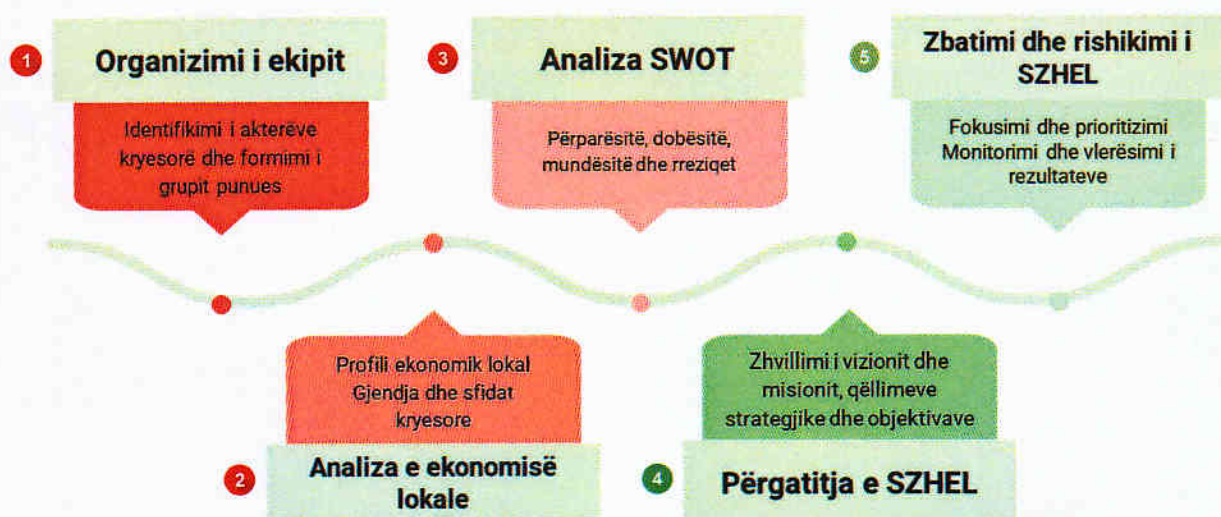 1
Organizimi i ekipit
Identifikimi i akterëve
kryesorë dhe formimi i
grupit punues
2
Profili ekonomik lokal
Gjendja dhe sfidat
kryesore
Analiza e ekonomisë
lokale
3
Analiza SWOT
Përparësitë, dobësitë,
mundësitë dhe rreziqet
4
Zhvillimi i vizionit dhe
misionit, qëllimeve
strategjike dhe objektivave
Përgatitja e SZHEL
5
Zbatimi dhe rishikimi i
SZHEL
Fokusimi dhe prioritizimi
Monitorimi dhe vlerësimi i
rezultateve